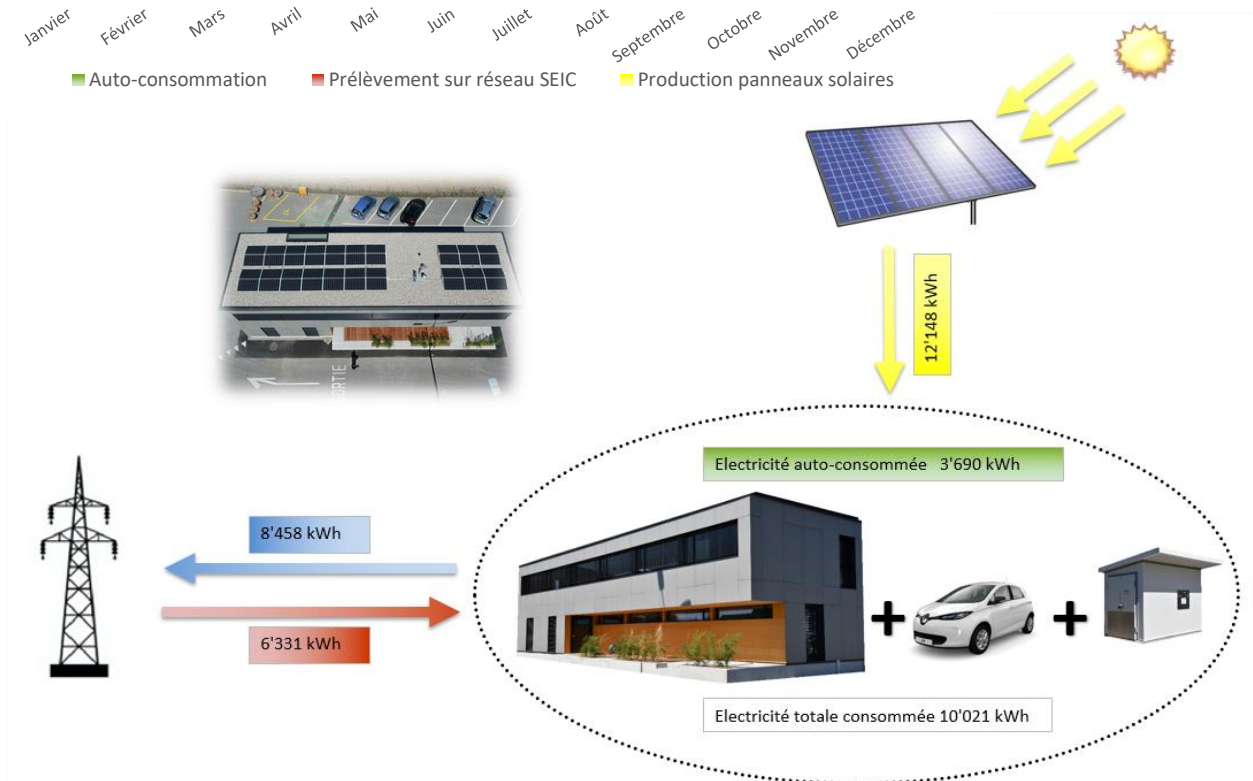 Janvier Février Mars Avril Mai Juin Juillet Août Septembre Octobre Novembre Décembre
Auto-consommation Prélèvement sur réseau SEIC Production panneaux solaires
12'148 kWh
ORTIE
Electricité auto-consommée 3'690 kWh
8'458 kWh
6'331 kWh
Electricité totale consommée 10'021 kWh